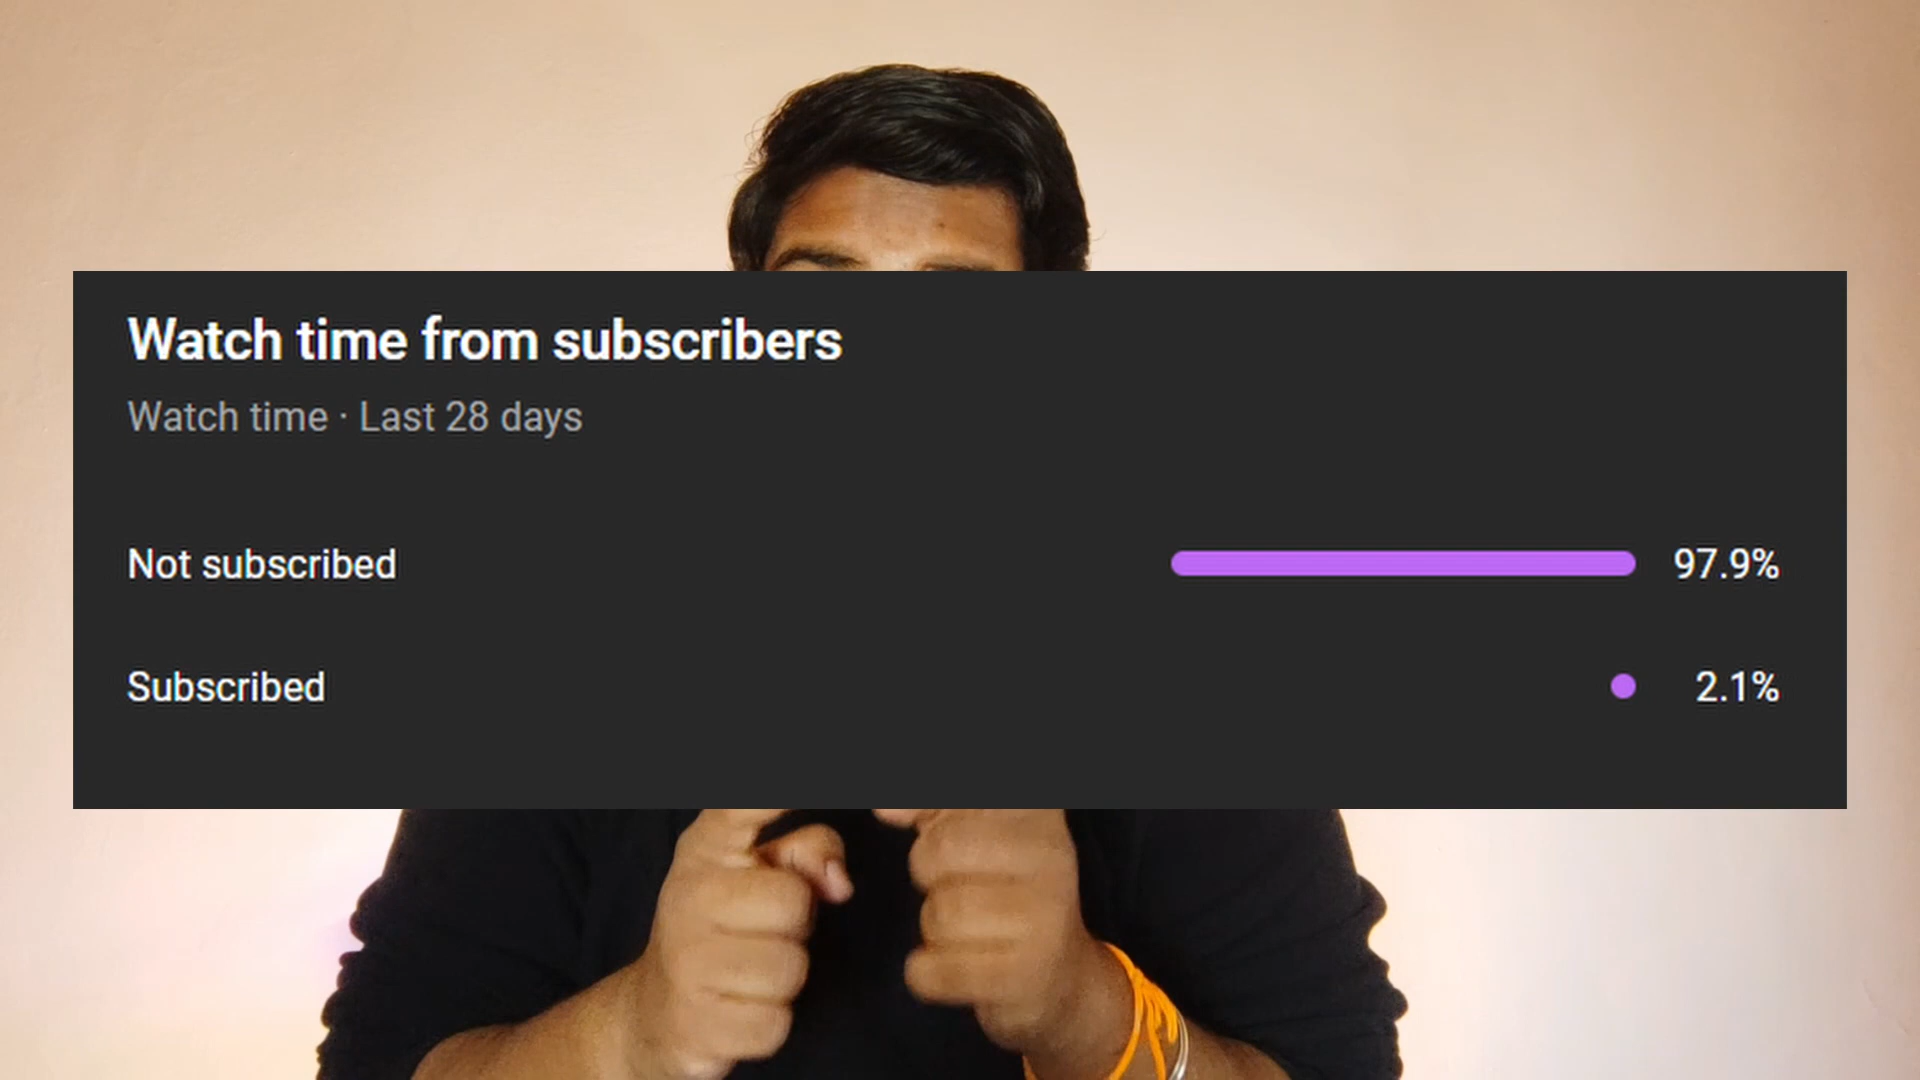 Watch time from subscribers
Watch time · Last 28 days
Not subscribed 97.9%
Subscribed 2.1%